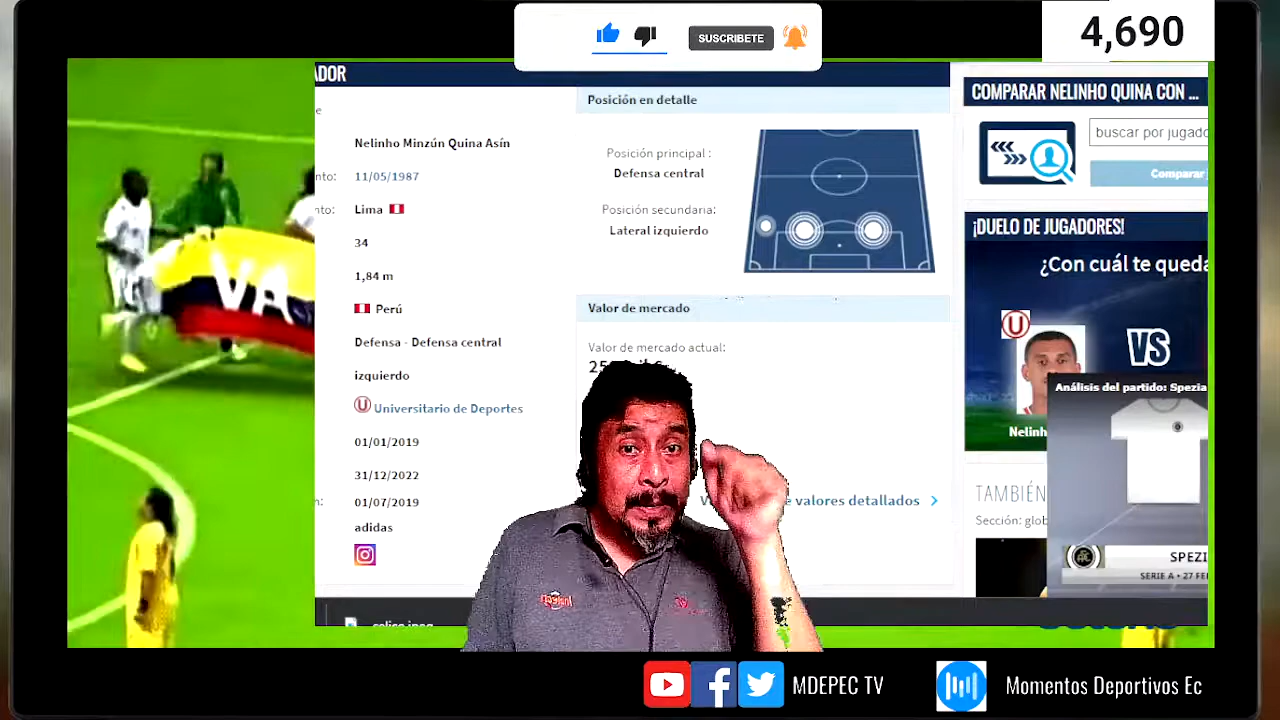 SUSCRIBETE
4,690
ADOR
Posición en detalle
COMPARAR NELINHO QUINA CON ...
Nelinho Minzún Quina Asín
Posición principal :
buscar por jugado
11/05/1987
Defensa central
Comparar
Lima
Posición secundaria:
Lateral izquierdo
¡DUELO DE JUGADORES!
34
¿Con cuál te queda
1,84 m
VA
Perú
Valor de mercado
U
VS
Defensa - Defensa central
izquierdo
Valor de mercado actual:
Análisis del partido: Spezia
U Universitario de Deportes
Nelinh
01/01/2019
31/12/2022
01/07/2019
valores detallados
TAMBIÉN
adidas
Sección: glob
SPEZI
SERIE A • 27 FE
MDEPEC TV
Momentos Deportivos Ec